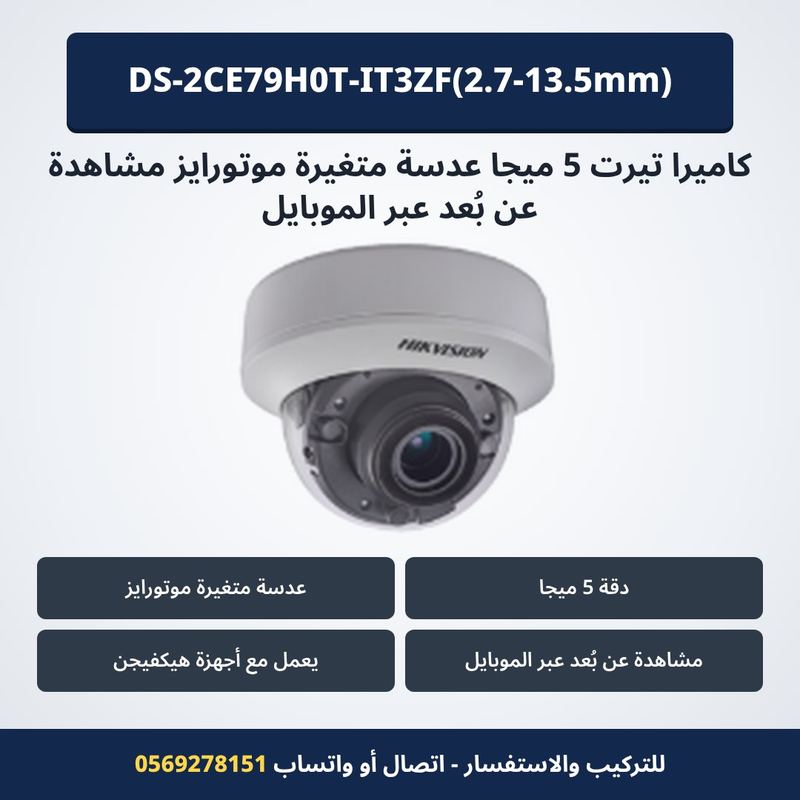 DS-2CE79H0T-IT3ZF(2.7-13.5mm)
كاميرا تيرت 5 ميجا عدسة متغيرة موتورايز مشاهدة
عن بُعد عبر الموبايل
HIKVISION
دقة 5 ميجا
عدسة متغيرة موتورايز
مشاهدة عن بُعد عبر الموبايل
يعمل مع أجهزة هيكفيجن
للتركيب والاستفسار - اتصال أو واتساب 0569278151